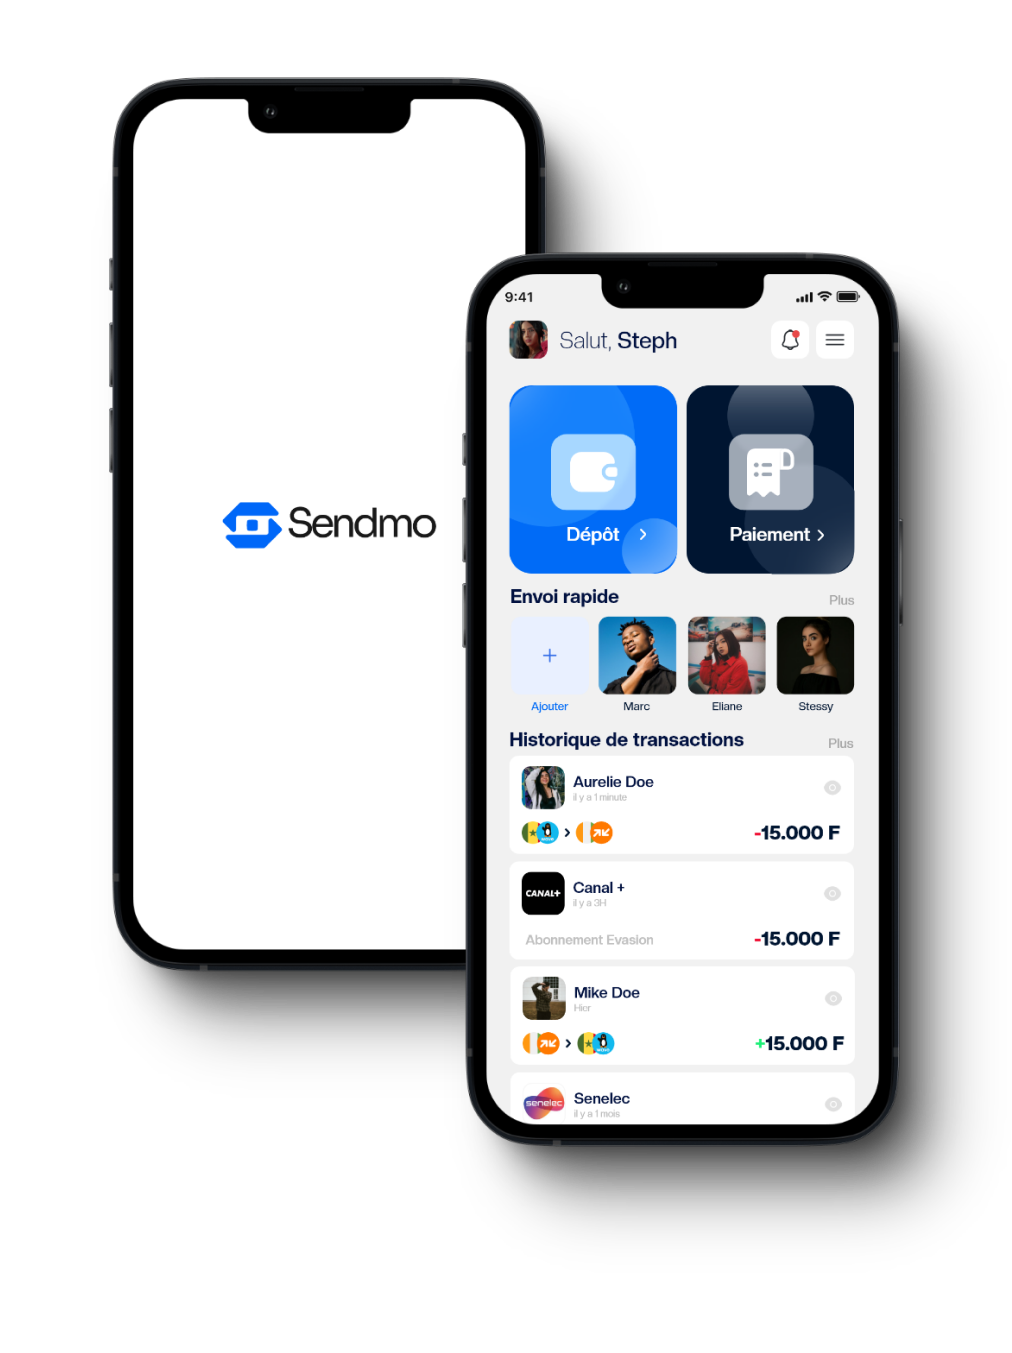 Sendmo
9:41
Salut, Steph
Dépôt
Paiement
Envoi rapide
Plus
Ajouter
Marc
Eliane
Stessy
Historique de transactions
Plus
Aurelie Doe
il y a 1 minute
-15.000 F
CANAL+
Canal +
il y a 3H
Abonnement Evasion
-15.000 F
Mike Doe
Hier
+15.000 F
senelec
Senelec
il y a 1 mois